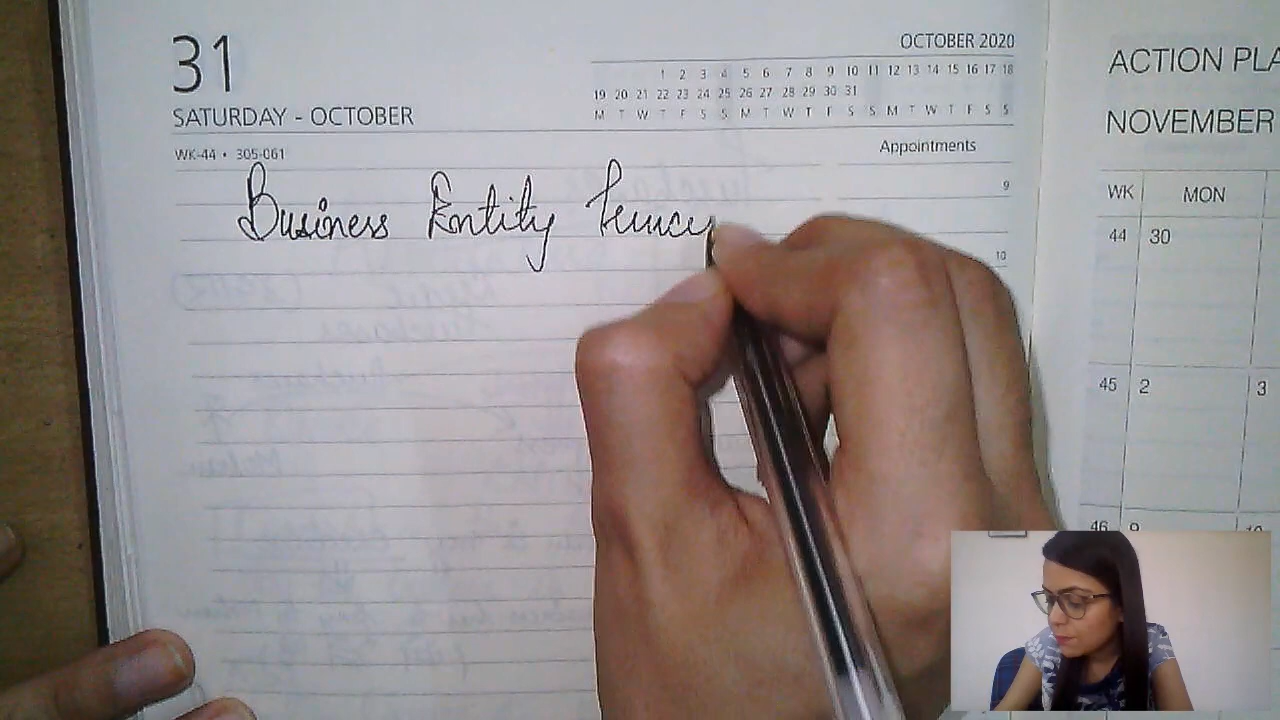 31
OCTOBER 2020
1 2 3 4 5 6 7 8 9 10 11 12 13 14 15 16 17 18
SATURDAY - OCTOBER
19 20 21 22 23 24 25 26 27 28 29 30 31
M T W T F S S M T W T F S S M T W T F S S
WK-44 • 305-061
Appointments
9
Business Entity
10
ACTION PLA
NOVEMBER
WK MON
44 30
45 2 3
46 9